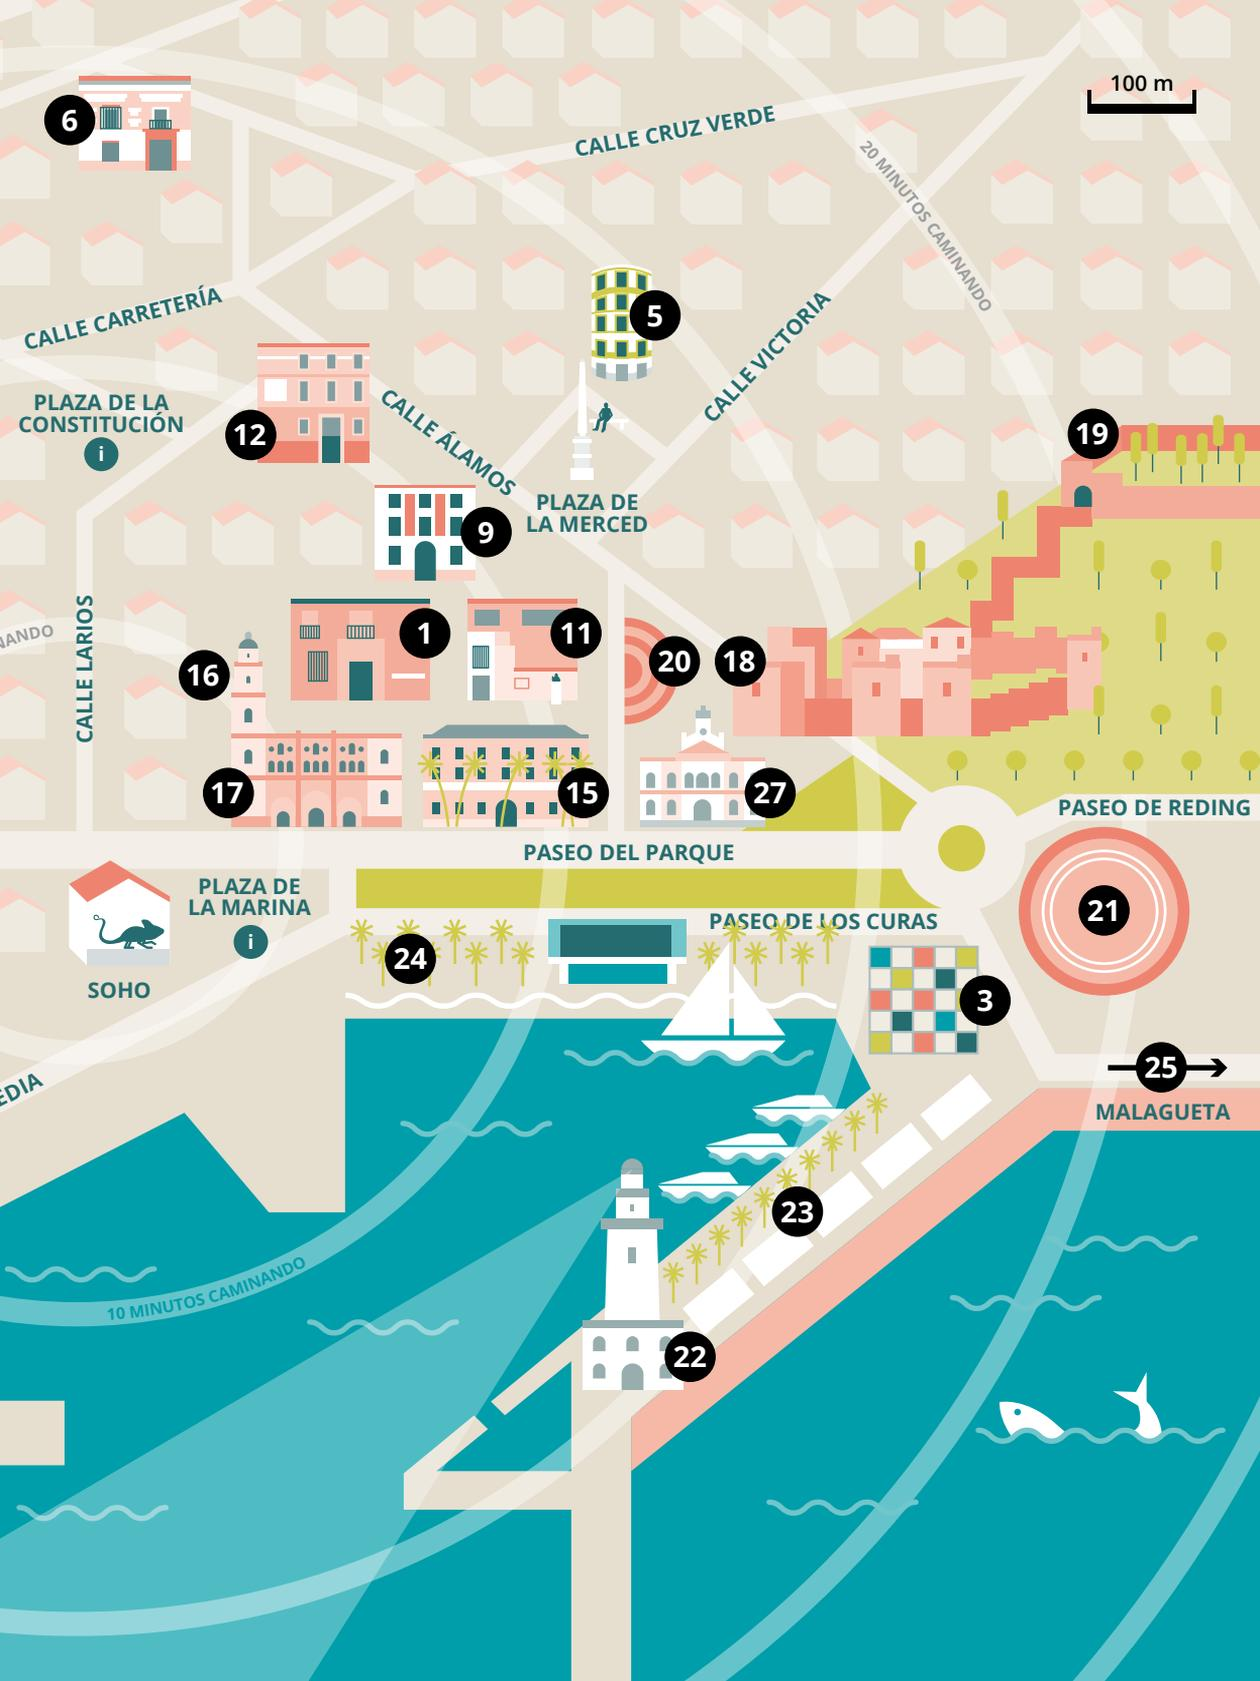 100 m
6
CALLE CRUZ VERDE
20 MINUTOS CAMINANDO
CALLE CARRETERÍA
5
CALLE VICTORIA
PLAZA DE LA
CONSTITUCIÓN
i
12
CALLE ÁLAMOS
19
PLAZA DE
LA MERCED
9
CALLE LARIOS
NANDO
1
11
16
20
18
17
15
27
PASEO DE REDING
PASEO DEL PARQUE
PLAZA DE
LA MARINA
i
21
PASEO DE LOS CURAS
24
SOHO
3
25
MALAGUETA
EDIA
23
10 MINUTOS CAMINANDO
22